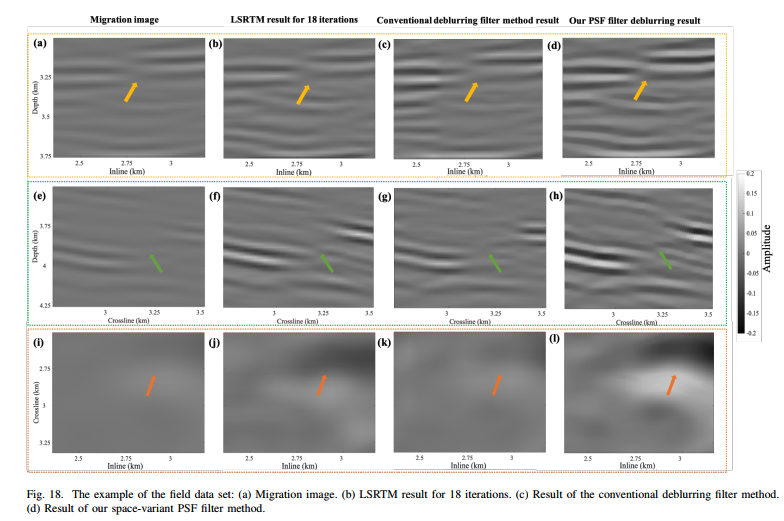 Migration image LSRTM result for 18 iterations Conventional deblurring filter method result Our PSF filter deblurring result
(a) (b) (c) (d)
Depth (km)
3.25
3.5
3.75
2.5 2.75 3 2.5 2.75 3 2.5 2.75 3 2.5 2.75 3
Inline (km) Inline (km) Inline (km) Inline (km)
(e) (f) (g) (h)
Depth (km)
3.75
4
4.25
3 3.25 3.5 3 3.25 3.5 3 3.25 3.5 3 3.25 3.5
Crossline (km) Crossline (km) Crossline (km) Crossline (km)
(i) (j) (k) (l)
Crossline (km)
2.75
3
3.25
2.5 2.75 3 2.5 2.75 3 2.5 2.75 3 2.5 2.75 3
Inline (km) Inline (km) Inline (km) Inline (km)
0.2
0.15
0.1
0.05
0
-0.05
-0.1
-0.15
-0.2
Amplitude
Fig. 18. The example of the field data set: (a) Migration image. (b) LSRTM result for 18 iterations. (c) Result of the conventional deblurring filter method.
(d) Result of our space-variant PSF filter method.